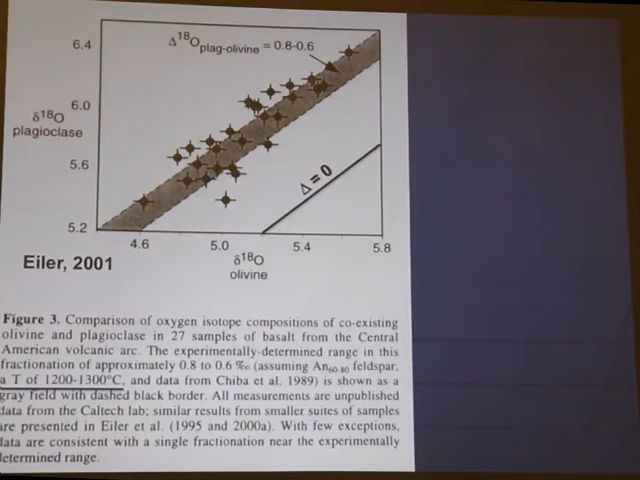 6.4
Δ18Oplag-olivine = 0.8-0.6
6.0
δ18O
plagioclase
5.6
Δ = 0
5.2
4.6 5.0 5.4 5.8
δ18O
olivine
Eiler, 2001
Figure 3. Comparison of oxygen isotope compositions of co-existing
olivine and plagioclase in 27 samples of basalt from the Central
American volcanic arc. The experimentally-determined range in this
fractionation of approximately 0.8 to 0.6 ‰ (assuming An60-80 feldspar,
a T of 1200-1300°C, and data from Chiba et al. 1989) is shown as a
gray field with dashed black border. All measurements are unpublished
data from the Caltech lab; similar results from smaller suites of samples
are presented in Eiler et al. (1995 and 2000a). With few exceptions,
data are consistent with a single fractionation near the experimentally
determined range.